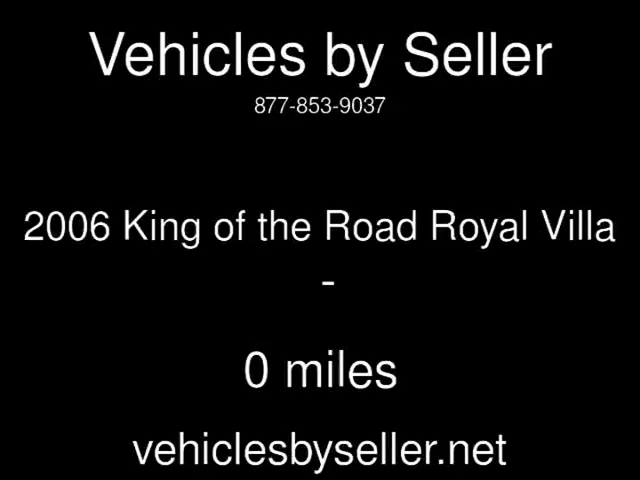 Vehicles by Seller
877-853-9037
2006 King of the Road Royal Villa
-
0 miles
vehiclesbyseller.net